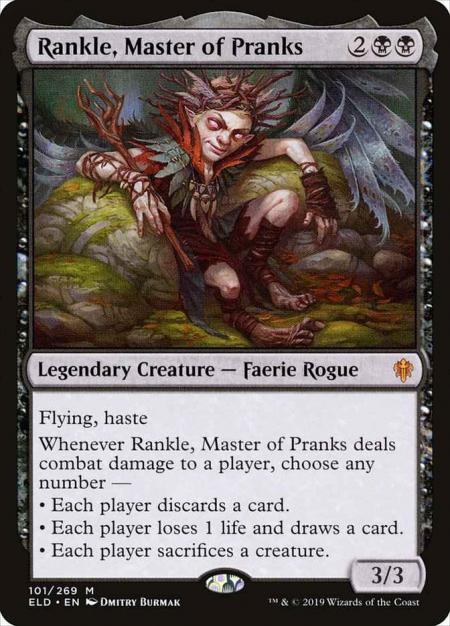 Rankle, Master of Pranks 2
Legendary Creature — Faerie Rogue
Flying, haste
Whenever Rankle, Master of Pranks deals
combat damage to a player, choose any
number —
• Each player discards a card.
• Each player loses 1 life and draws a card.
• Each player sacrifices a creature.
3/3
101/269 M
ELD • EN Dmitry Burmak
™ & © 2019 Wizards of the Coast